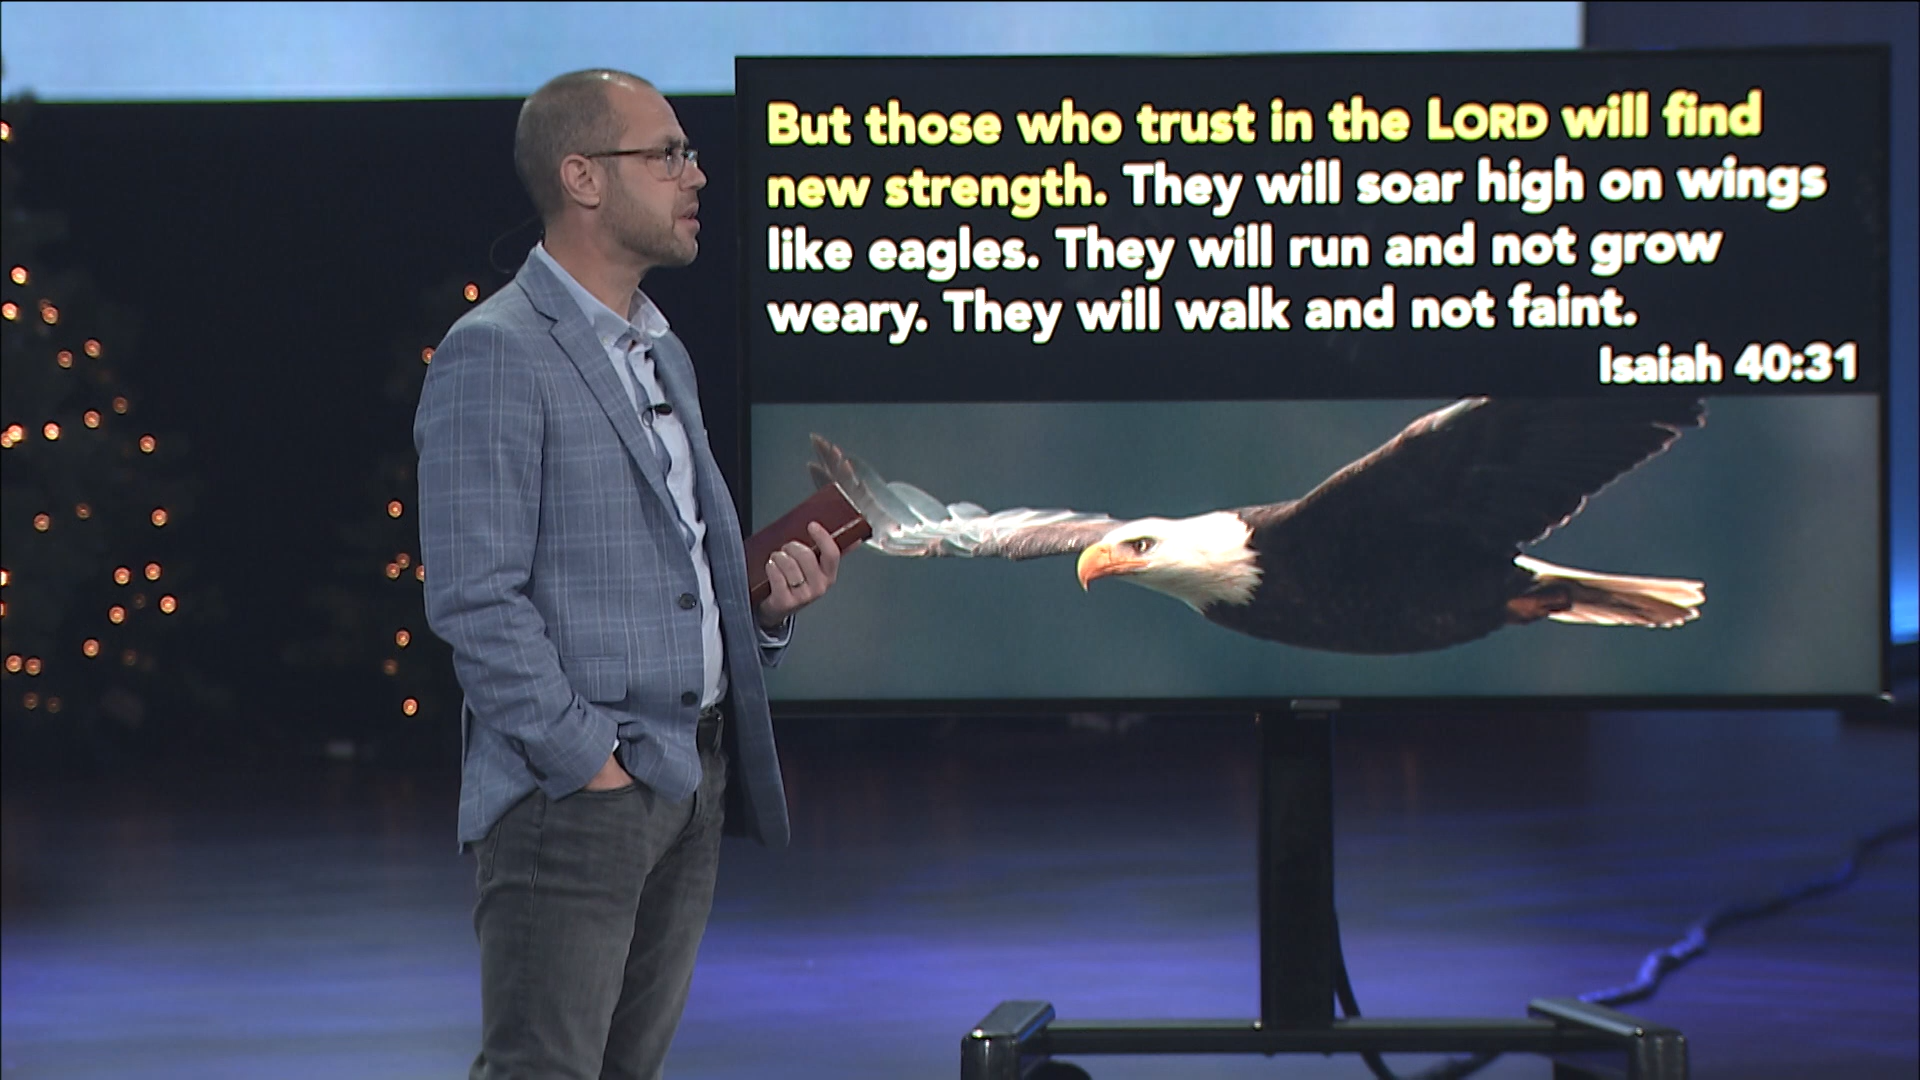 But those who trust in the LORD will find
new strength. They will soar high on wings
like eagles. They will run and not grow
weary. They will walk and not faint.
Isaiah 40:31